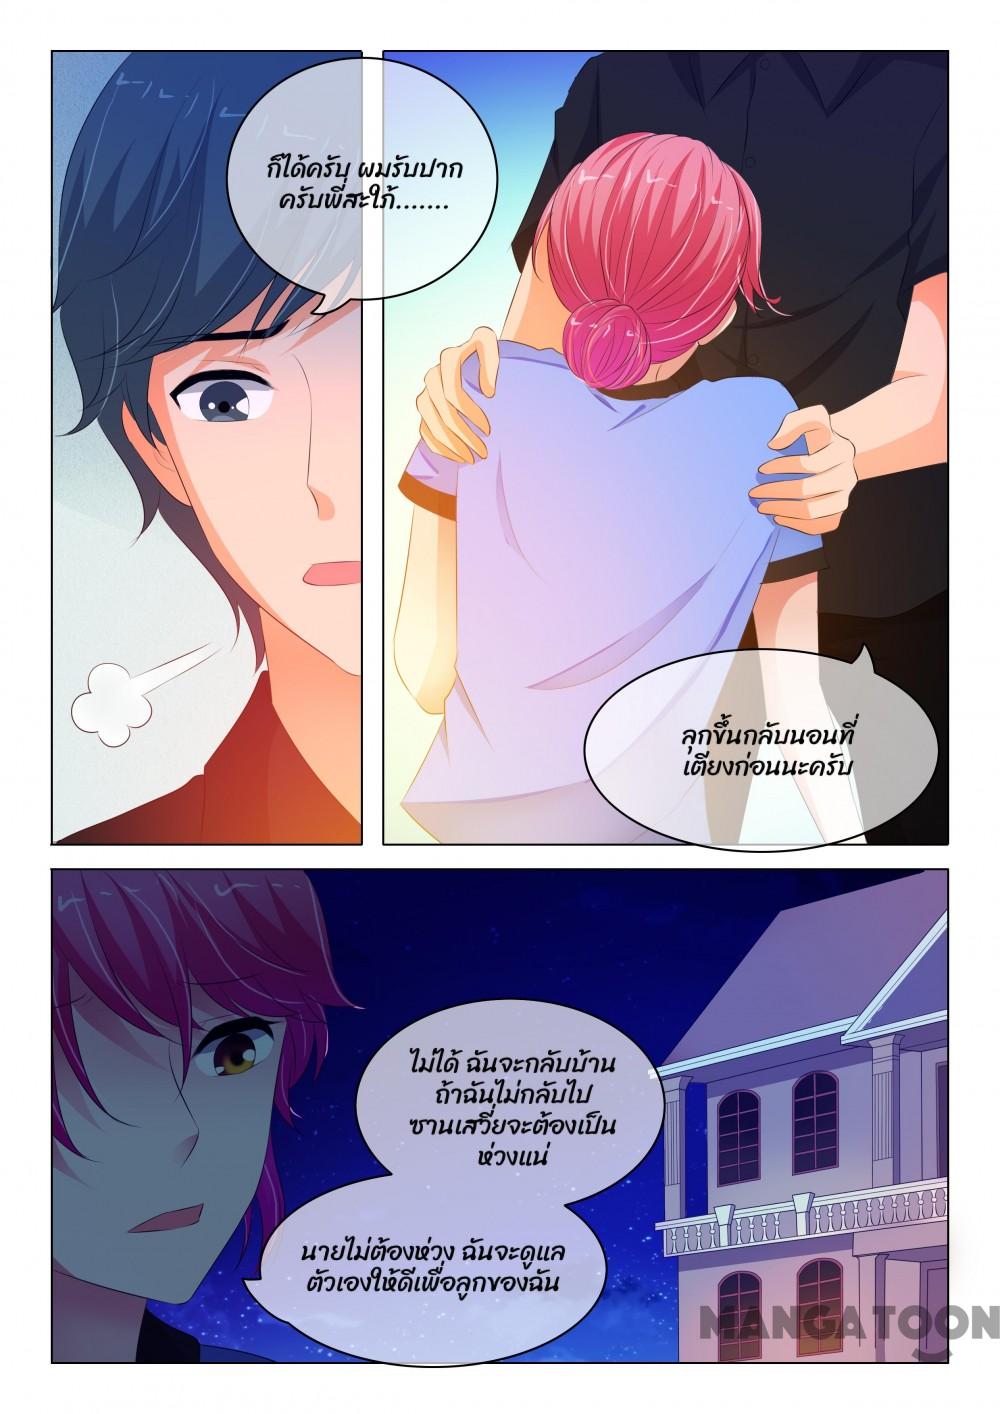 ก็ได้ครับ ผมรับปาก
ครับพี่สะใภ้.......
ลุกขึ้นกลับนอนที่
เตียงก่อนนะครับ
ไม่ได้ ฉันจะกลับบ้าน
ถ้าฉันไม่กลับไป
ซานเสวี่ยจะต้องเป็น
ห่วงแน่
นายไม่ต้องห่วง ฉันจะดูแล
ตัวเองให้ดีเพื่อลูกของฉัน
MANGATOON